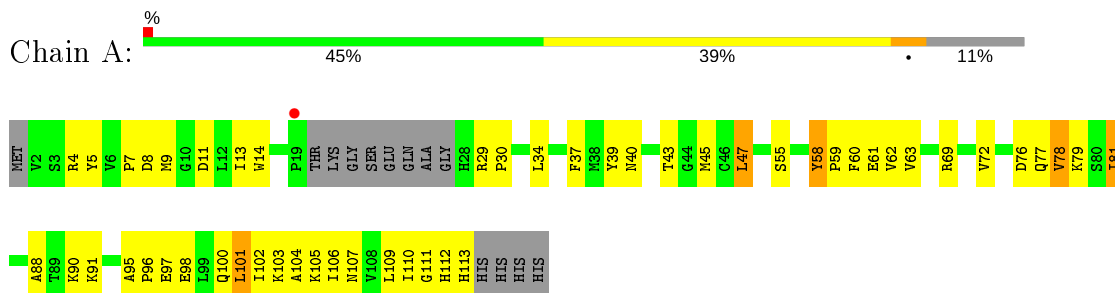 %
Chain A:
45% 39% • 11%
MET V2 S3 R4 Y5 V6 P7 D8 M9 G10 D11 L12 I13 W14 P19 THR LYS GLY SER GLU GLN ALA GLY H28 R29 P30 L34 F37 M38 Y39 N40 T43 G44 M45 C46 L47 S55 Y58 P59 F60 E61 V62 V63 R69 V72 D76 Q77 V78 K79 S80 I81
A88 T89 K90 K91 A95 P96 E97 E98 L99 Q100 L101 I102 K103 A104 K105 I106 N107 V108 L109 I110 G111 H112 H113 HIS HIS HIS HIS